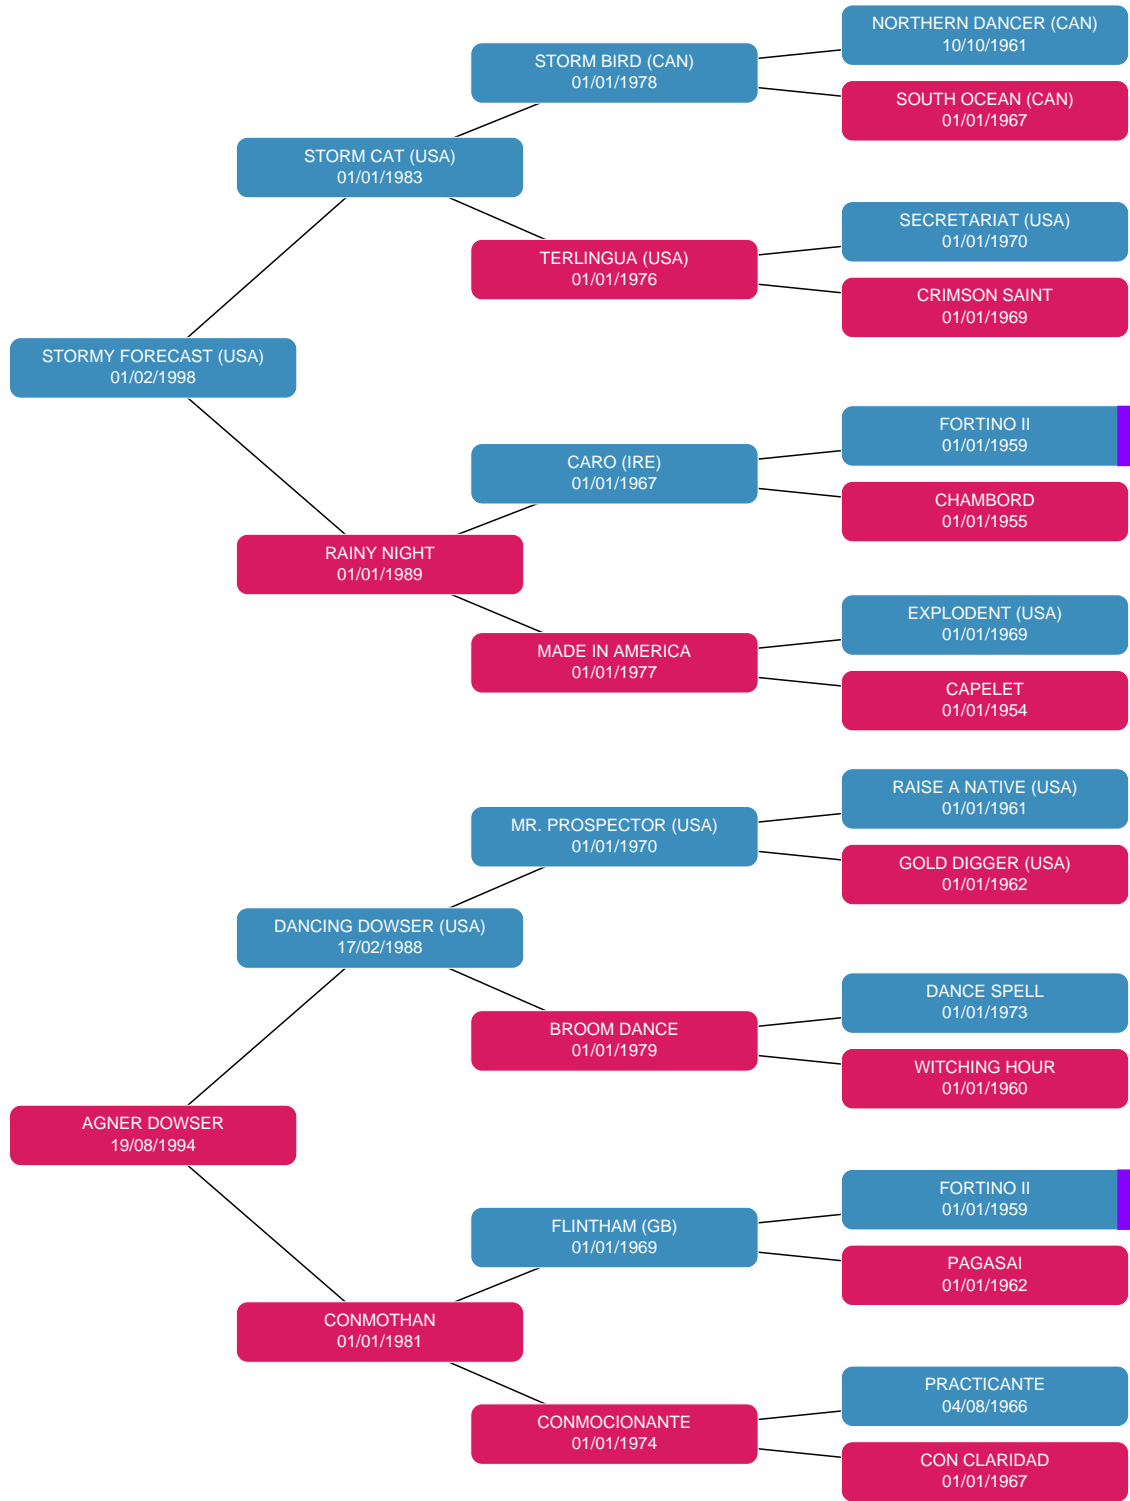 NORTHERN DANCER (CAN)
10/10/1961
STORM BIRD (CAN)
01/01/1978
SOUTH OCEAN (CAN)
01/01/1967
STORM CAT (USA)
01/01/1983
SECRETARIAT (USA)
01/01/1970
TERLINGUA (USA)
01/01/1976
CRIMSON SAINT
01/01/1969
STORMY FORECAST (USA)
01/02/1998
FORTINO II
01/01/1959
CARO (IRE)
01/01/1967
CHAMBORD
01/01/1955
RAINY NIGHT
01/01/1989
EXPLODENT (USA)
01/01/1969
MADE IN AMERICA
01/01/1977
CAPELET
01/01/1954
RAISE A NATIVE (USA)
01/01/1961
MR. PROSPECTOR (USA)
01/01/1970
GOLD DIGGER (USA)
01/01/1962
DANCING DOWSER (USA)
17/02/1988
DANCE SPELL
01/01/1973
BROOM DANCE
01/01/1979
WITCHING HOUR
01/01/1960
AGNER DOWSER
19/08/1994
FORTINO II
01/01/1959
FLINTHAM (GB)
01/01/1969
PAGASAI
01/01/1962
CONMOTHAN
01/01/1981
PRACTICANTE
04/08/1966
CONMOCIONANTE
01/01/1974
CON CLARIDAD
01/01/1967